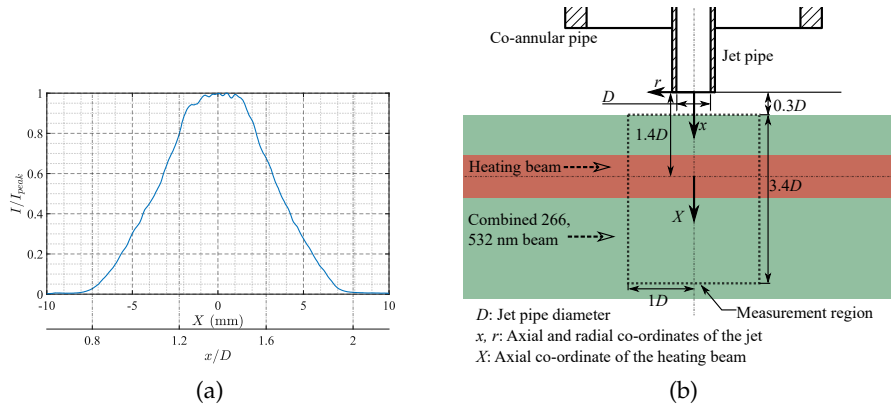 1
0.8
0.6
0.4
0.2
0
I/I_peak
-10 -5 0 5 10
X (mm)
0.8 1.2 1.6 2
x/D
(a)
Co-annular pipe
Jet pipe
r
D
x
0.3D
1.4D
Heating beam
3.4D
X
Combined 266,
532 nm beam
1D
Measurement region
D: Jet pipe diameter
x, r: Axial and radial co-ordinates of the jet
X: Axial co-ordinate of the heating beam
(b)